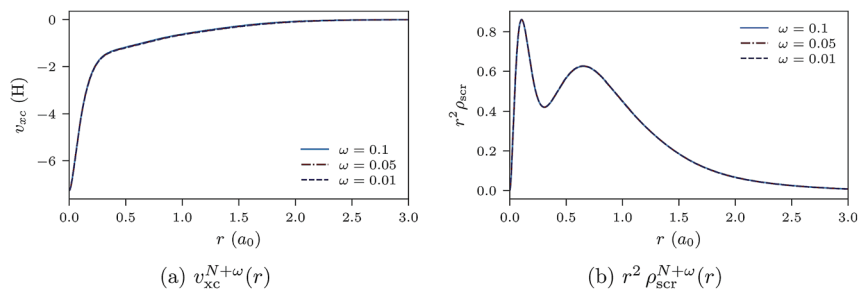 0
−2
−4
−6
v_xc (H)
ω = 0.1
ω = 0.05
ω = 0.01
0.0 0.5 1.0 1.5 2.0 2.5 3.0
r (a_0)
(a) v_xc^{N+ω}(r)
0.8
0.6
0.4
0.2
0.0
r^2 ρ_scr
ω = 0.1
ω = 0.05
ω = 0.01
0.0 0.5 1.0 1.5 2.0 2.5 3.0
r (a_0)
(b) r^2 ρ_scr^{N+ω}(r)